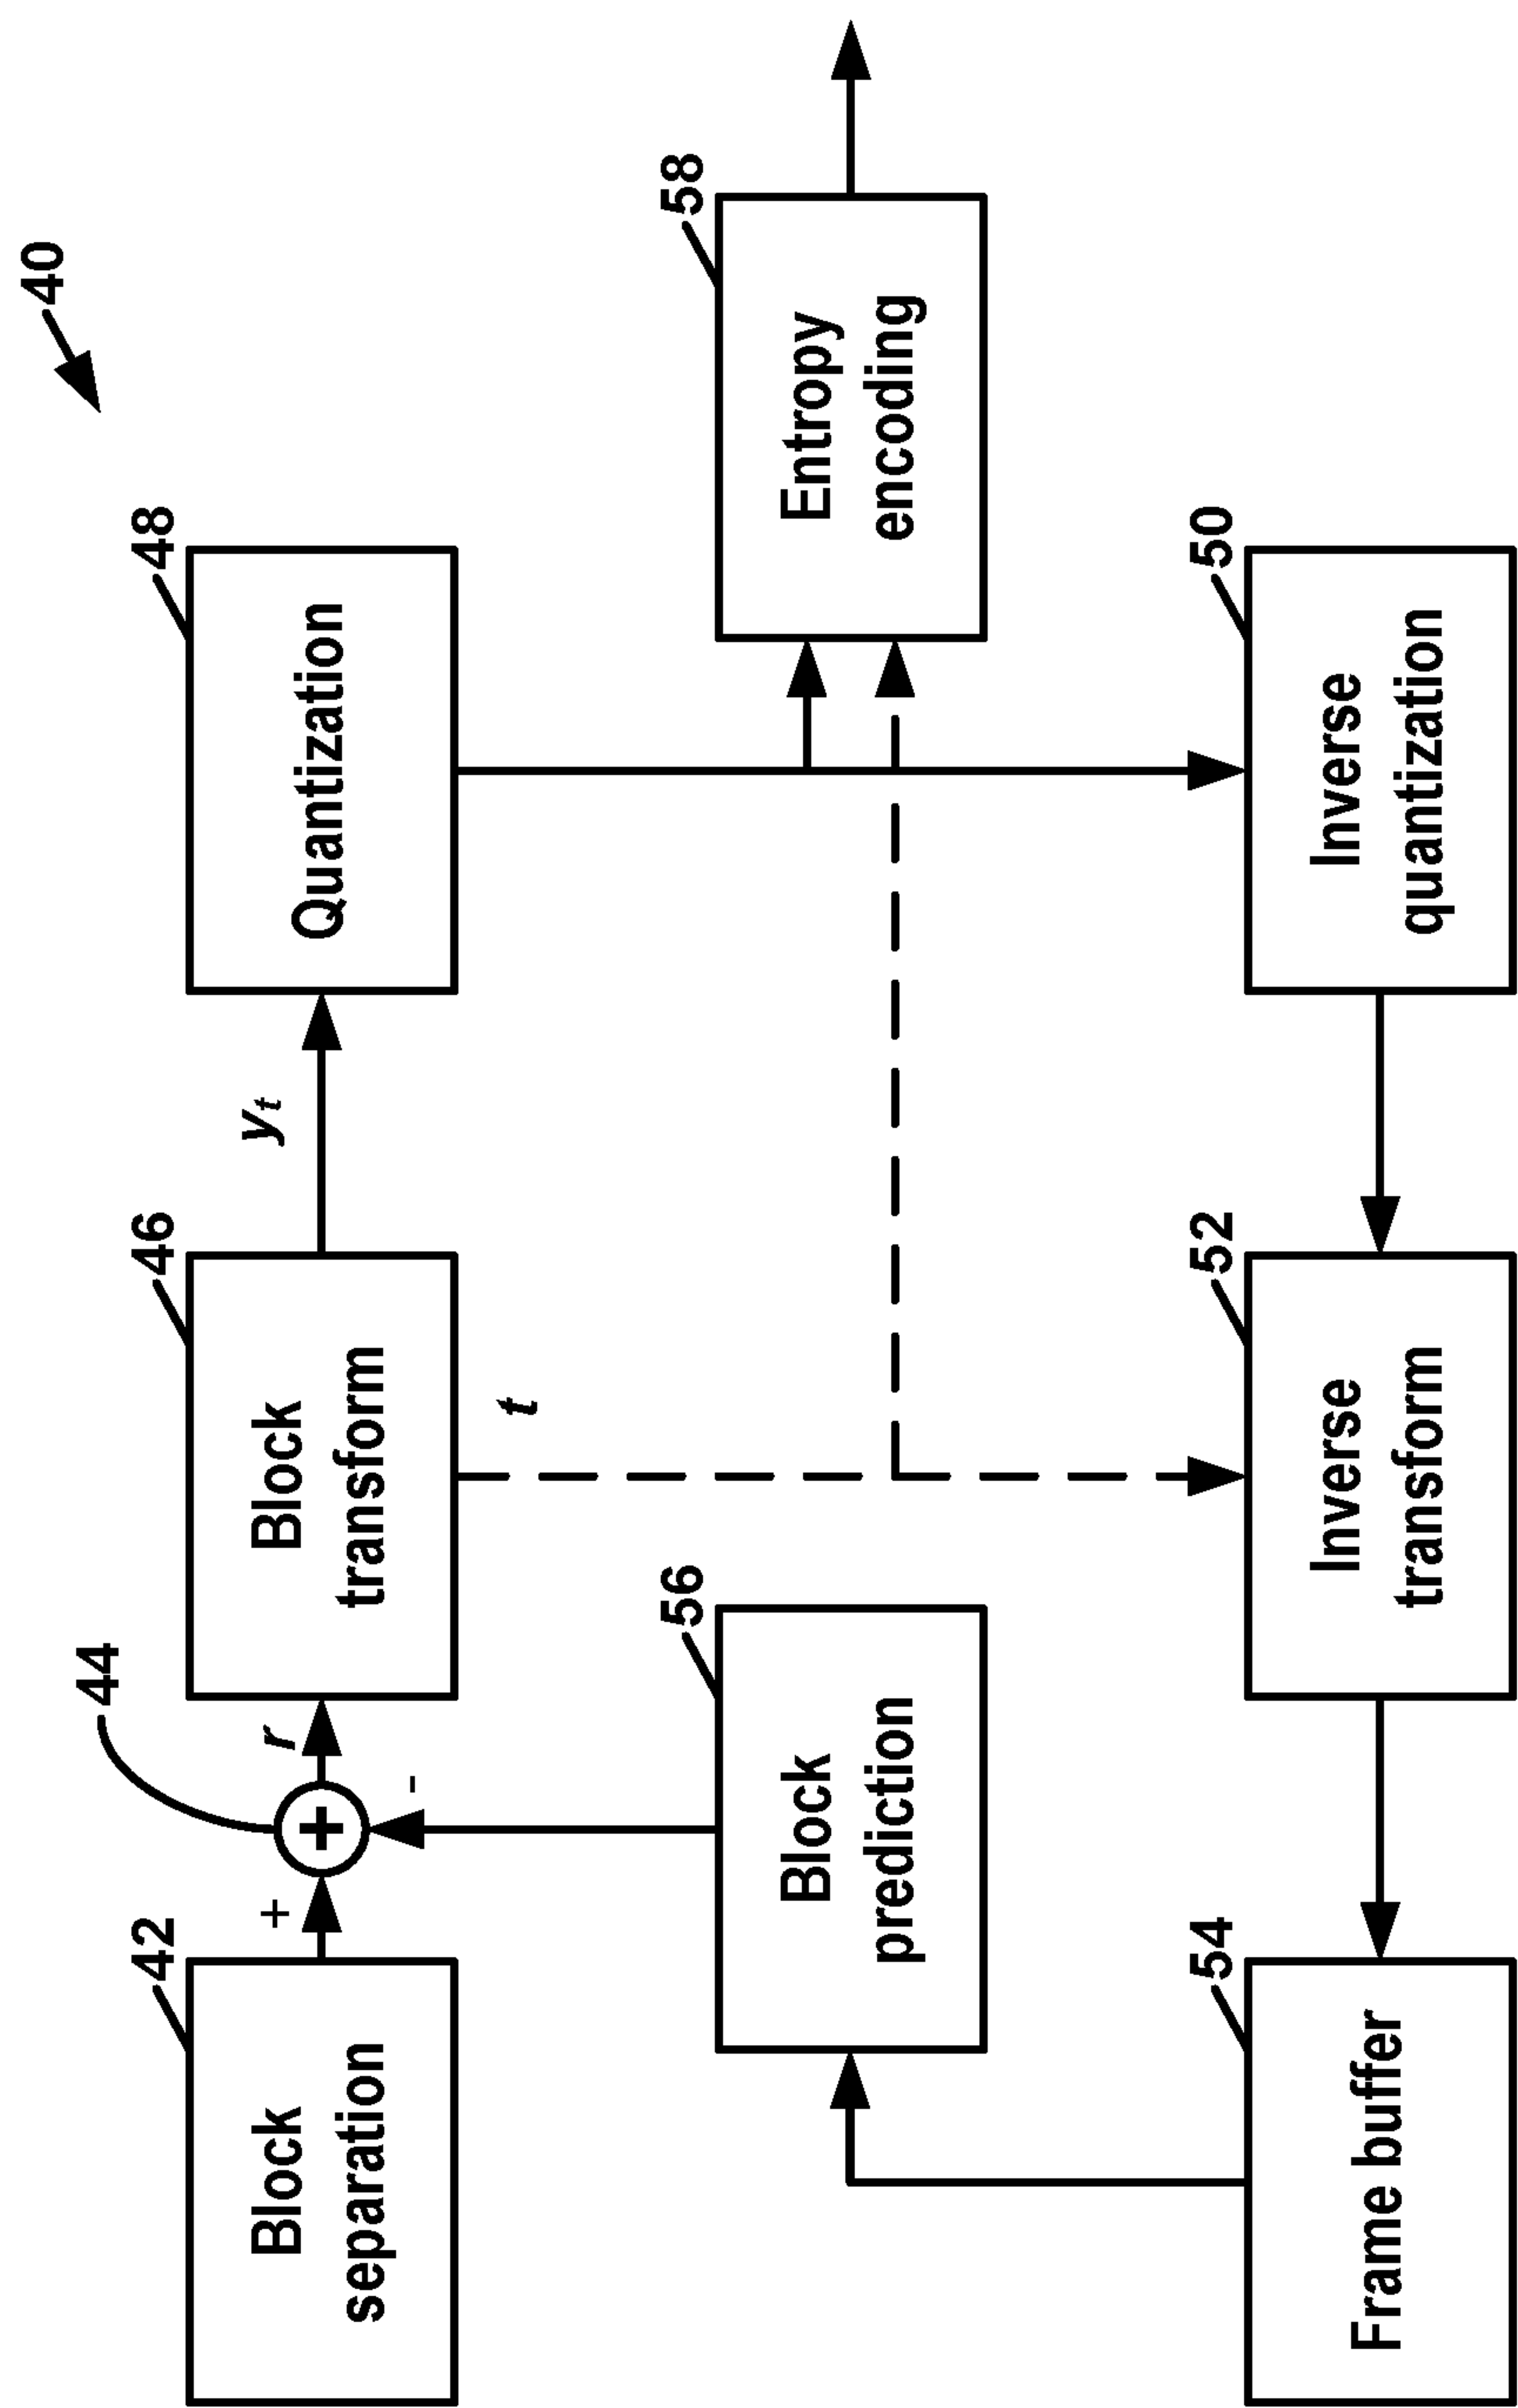 40
42
Block
separation
+
44
+
-
r
46
Block
transform
t
yt
48
Quantization
56
Block
prediction
58
Entropy
encoding
54
Frame buffer
52
Inverse
transform
50
Inverse
quantization